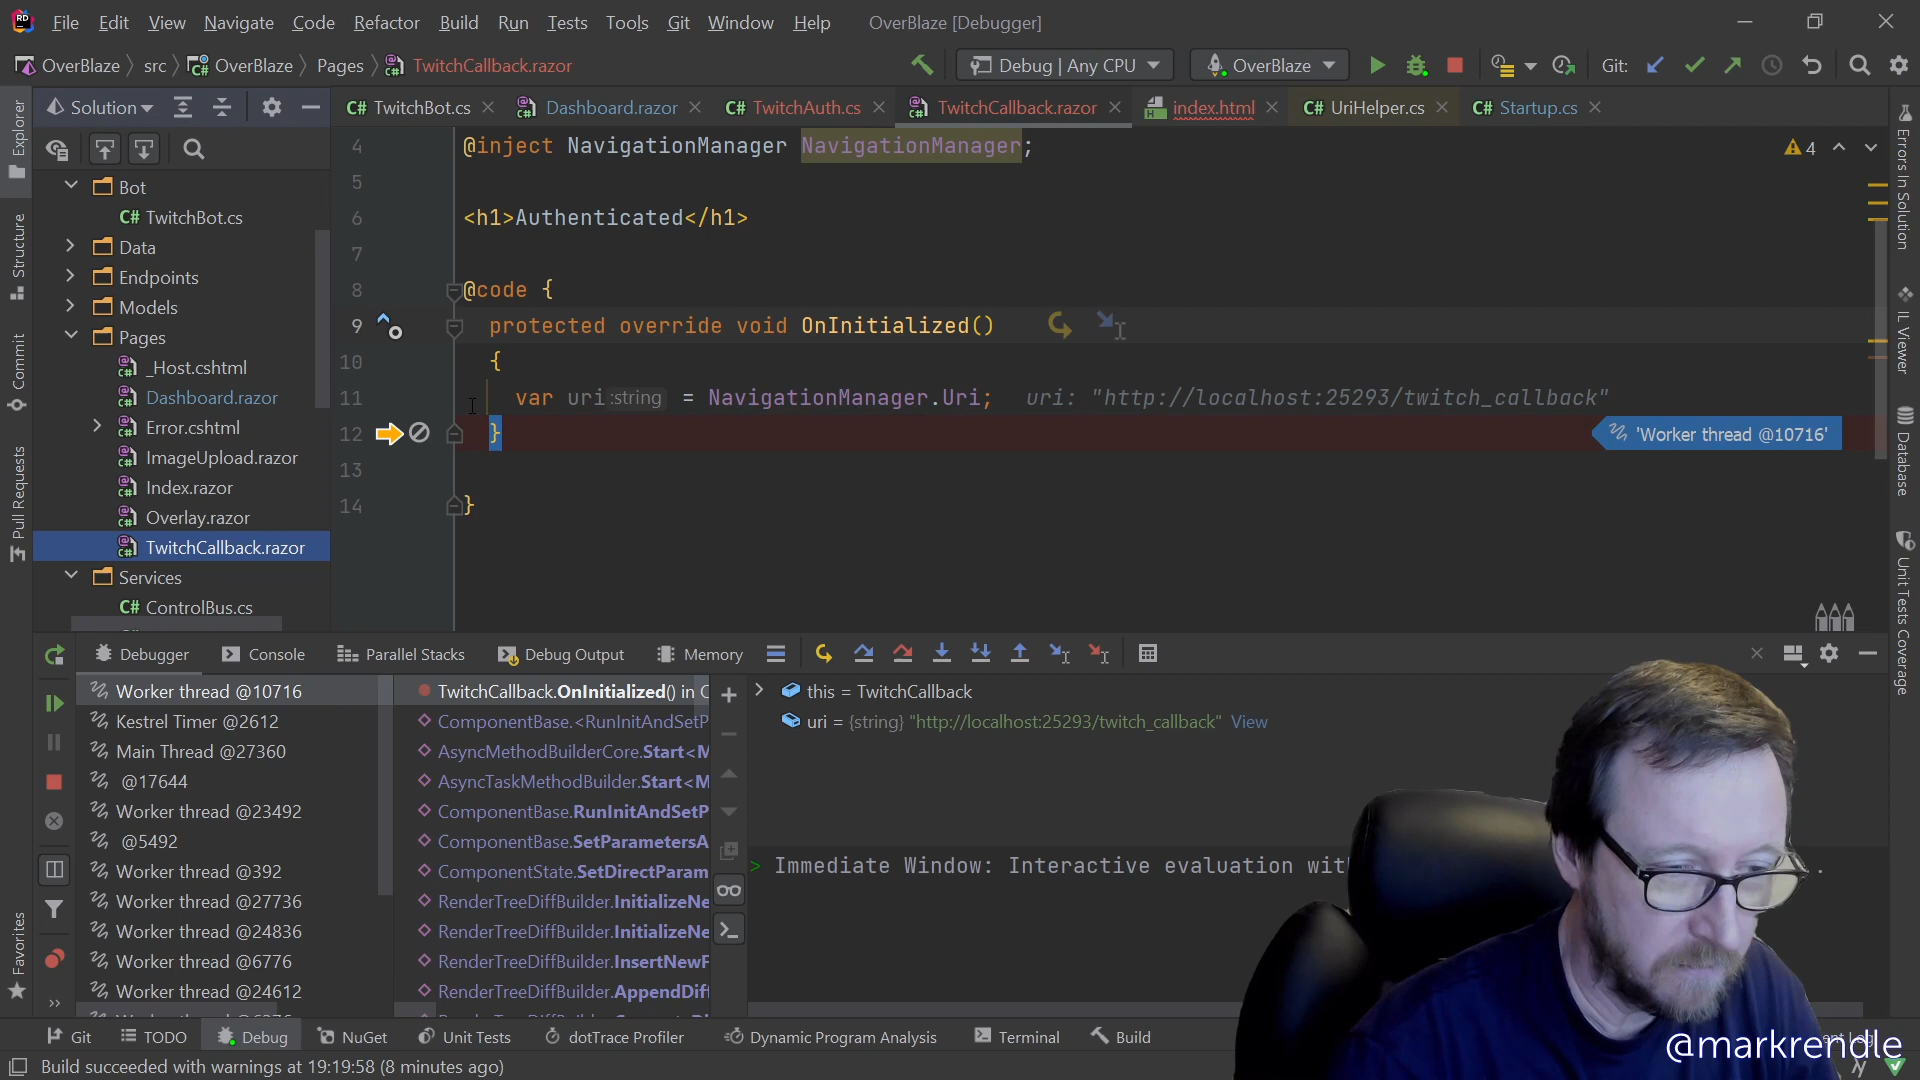 File Edit View Navigate Code Refactor Build Run Tests Tools Git Window Help OverBlaze [Debugger]
OverBlaze src OverBlaze Pages TwitchCallback.razor Debug | Any CPU OverBlaze Git:
Solution TwitchBot.cs Dashboard.razor TwitchAuth.cs TwitchCallback.razor index.html UriHelper.cs Startup.cs
Explorer
Structure
Commit
Pull Requests
Favorites
Bot
TwitchBot.cs
Data
Endpoints
Models
Pages
_Host.cshtml
Dashboard.razor
Error.cshtml
ImageUpload.razor
Index.razor
Overlay.razor
TwitchCallback.razor
Services
ControlBus.cs
4 @inject NavigationManager NavigationManager;
4
5
6 <h1>Authenticated</h1>
7
8 @code {
9 protected override void OnInitialized()
10 {
11 var uri:string = NavigationManager.Uri; uri: "http://localhost:25293/twitch_callback"
12 } 'Worker thread @10716'
13
14 }
Errors In Solution
IL Viewer
Database
Unit Tests Coverage
Debugger Console Parallel Stacks Debug Output Memory
Worker thread @10716
Kestrel Timer @2612
Main Thread @27360
@17644
Worker thread @23492
@5492
Worker thread @392
Worker thread @27736
Worker thread @24836
Worker thread @6776
Worker thread @24612
TwitchCallback.OnInitialized() in
ComponentBase.<RunInitAndSetP
AsyncMethodBuilderCore.Start<M
AsyncTaskMethodBuilder.Start<M
ComponentBase.RunInitAndSetP
ComponentBase.SetParametersA
ComponentState.SetDirectParam
RenderTreeDiffBuilder.InitializeNe
RenderTreeDiffBuilder.InitializeNe
RenderTreeDiffBuilder.InsertNewF
RenderTreeDiffBuilder.AppendDiff
this = TwitchCallback
uri = {string} "http://localhost:25293/twitch_callback" View
> Immediate Window: Interactive evaluation wit
Git TODO Debug NuGet Unit Tests dotTrace Profiler Dynamic Program Analysis Terminal Build
@markrendle
Build succeeded with warnings at 19:19:58 (8 minutes ago)